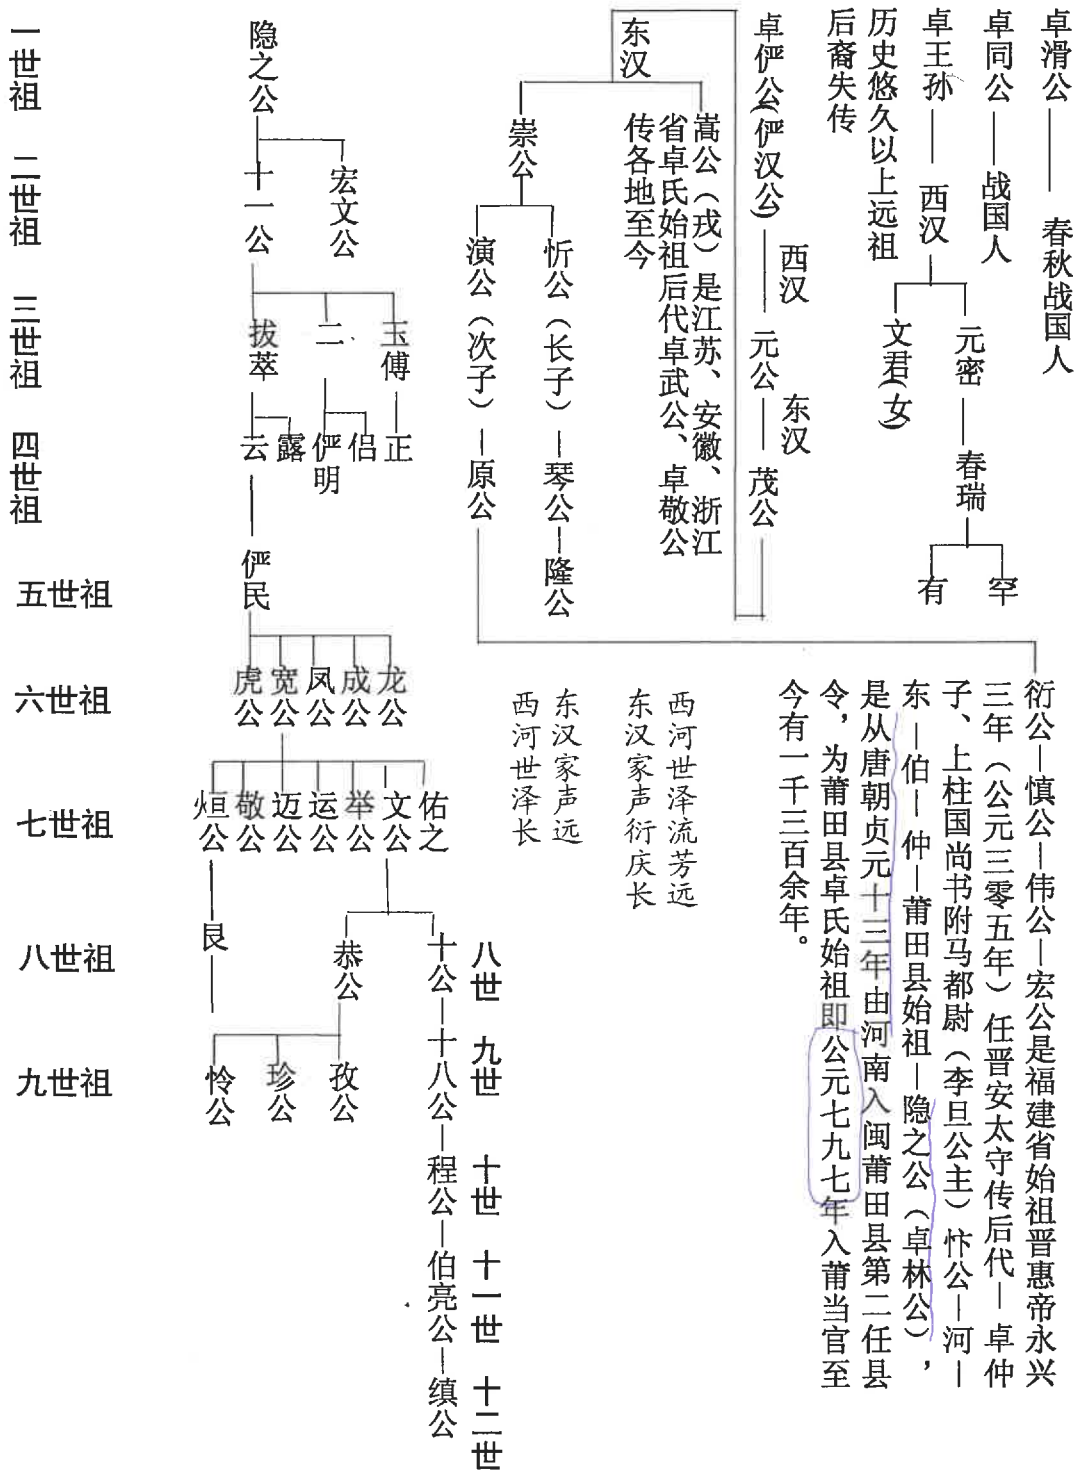 卓滑公——春秋战国人
卓同公——战国人
卓王孙——西汉
元密——春瑞
罕
有
文君(女)
历史悠久以上远祖
后裔失传
卓俨公(俨汉公)——西汉 元公——东汉 茂公
东汉
嵩公（戎）是江苏、安徽、浙江
省卓氏始祖后代卓武公、卓敬公
传各地至今
崇公
忻公（长子）—琴公—隆公
演公（次子）—原公
衍公—慎公—伟公—宏公是福建省始祖晋惠帝永兴
三年（公元三零五年）任晋安太守传后代—卓仲
子、上柱国尚书附马都尉（李旦公主）忭公—河—
东—伯—仲—莆田县始祖—隐之公（卓林公），
是从唐朝贞元十三年由河南入闽莆田县第二任县
令，为莆田县卓氏始祖即公元七九七年入莆当官至
今有一千三百余年。
西河世泽流芳远
东汉家声衍庆长
东汉家声远
西河世泽长
一世祖
隐之公
二世祖
宏文公
十一公
三世祖
玉傅
二
拔萃
四世祖
正
侣
俨明
露
云
五世祖
俨民
六世祖
龙公
成公
凤公
宽公
虎公
七世祖
佑之
文公
举公
运公
迈公
敬公
烜公
八世祖
艮
恭公
九世祖
孜公
珍公
怜公
八世 九世 十世 十一世 十二世
十公—十八公—程公—伯亮公—缜公